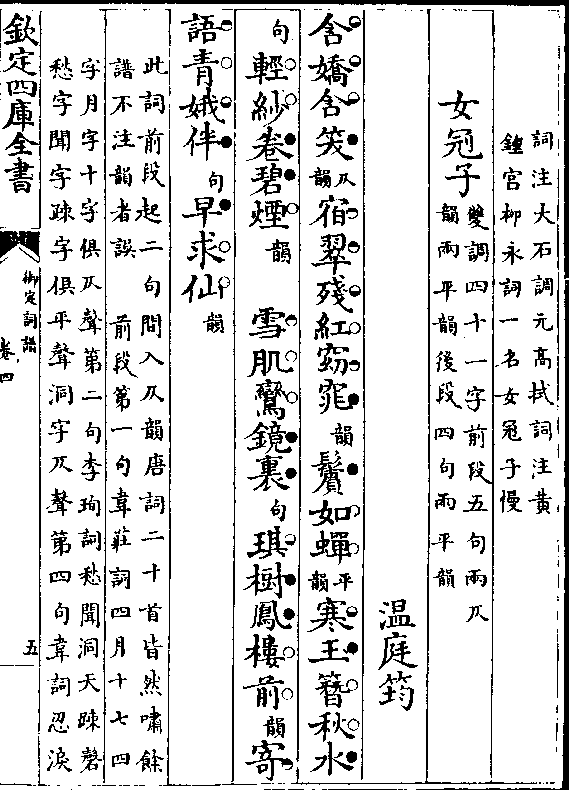 詞注大石調元高拭詞注黄
鍾宮柳永詞一名女冠子慢
女冠子 雙調四十一字前段五句兩仄
韻兩平韻後段四句兩平韻
温庭筠
含嬌含笑 仄韻 宿翠殘紅窈窕 韻 鬢如蟬 平韻 寒玉簪秋水
句 輕紗卷碧煙 韻 雪肌鸞鏡裏 句 琪樹鳳樓前 韻 寄
語青娥伴 句 早求仙 韻
此詞前段起二句間入仄韻唐詞二十首皆然嘯餘
譜不注韻者誤 前段第一句韋莊詞四月十七四
字月字十字俱仄聲第二句李珣詞愁聞洞天疎磬
愁字聞字疎字俱平聲洞字仄聲第四句韋詞忍淚
欽定四庫全書
御定詞譜
卷四
五